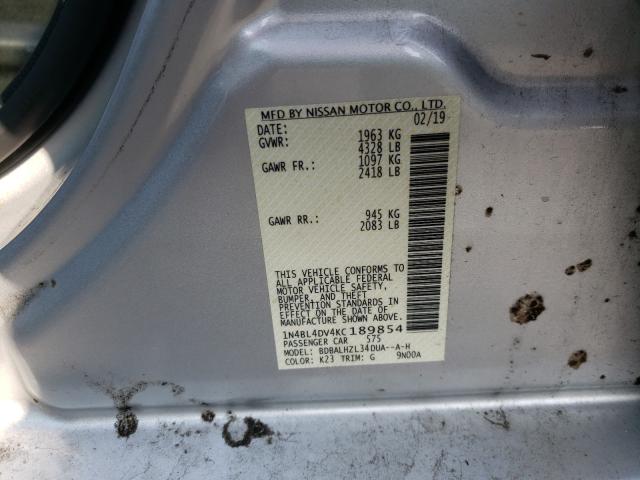 MFD BY NISSAN MOTOR CO., LTD.
DATE: 02/19
GVWR: 1963 KG
4328 LB
GAWR FR.: 1097 KG
2418 LB
GAWR RR.: 945 KG
2083 LB
THIS VEHICLE CONFORMS TO
ALL APPLICABLE FEDERAL
MOTOR VEHICLE SAFETY,
BUMPER, AND THEFT
PREVENTION STANDARDS IN
EFFECT ON THE DATE OF
MANUFACTURE SHOWN ABOVE.
1N4BL4DV4KC189854
PASSENGER CAR 575
MODEL: BDBALHZL34DUA--A-H
COLOR: K23 TRIM: G 9N00A